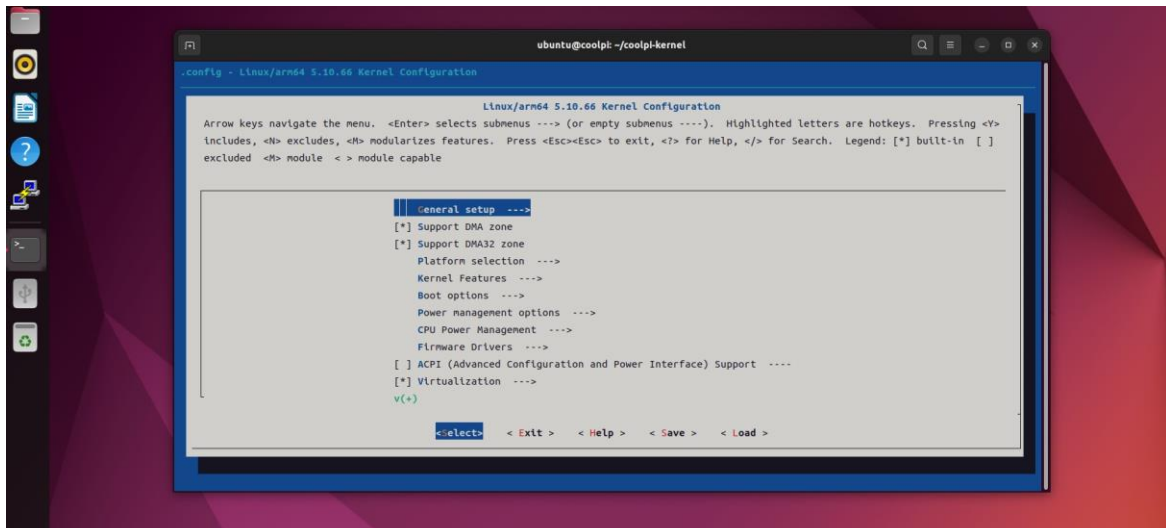 ubuntu@coolpi: ~/coolpi-kernel
.config - Linux/arm64 5.10.66 Kernel Configuration
Linux/arm64 5.10.66 Kernel Configuration
Arrow keys navigate the menu.  <Enter> selects submenus ---> (or empty submenus ----).  Highlighted letters are hotkeys.  Pressing <Y>
includes, <N> excludes, <M> modularizes features.  Press <Esc><Esc> to exit, <?> for Help, </> for Search.  Legend: [*] built-in  [ ]
excluded  <M> module  < > module capable
General setup  --->
[*] Support DMA zone
[*] Support DMA32 zone
Platform selection  --->
Kernel Features  --->
Boot options  --->
Power management options  --->
CPU Power Management  --->
Firmware Drivers  --->
[ ] ACPI (Advanced Configuration and Power Interface) Support  ----
[*] Virtualization  --->
v(+)
<Select>    < Exit >    < Help >    < Save >    < Load >